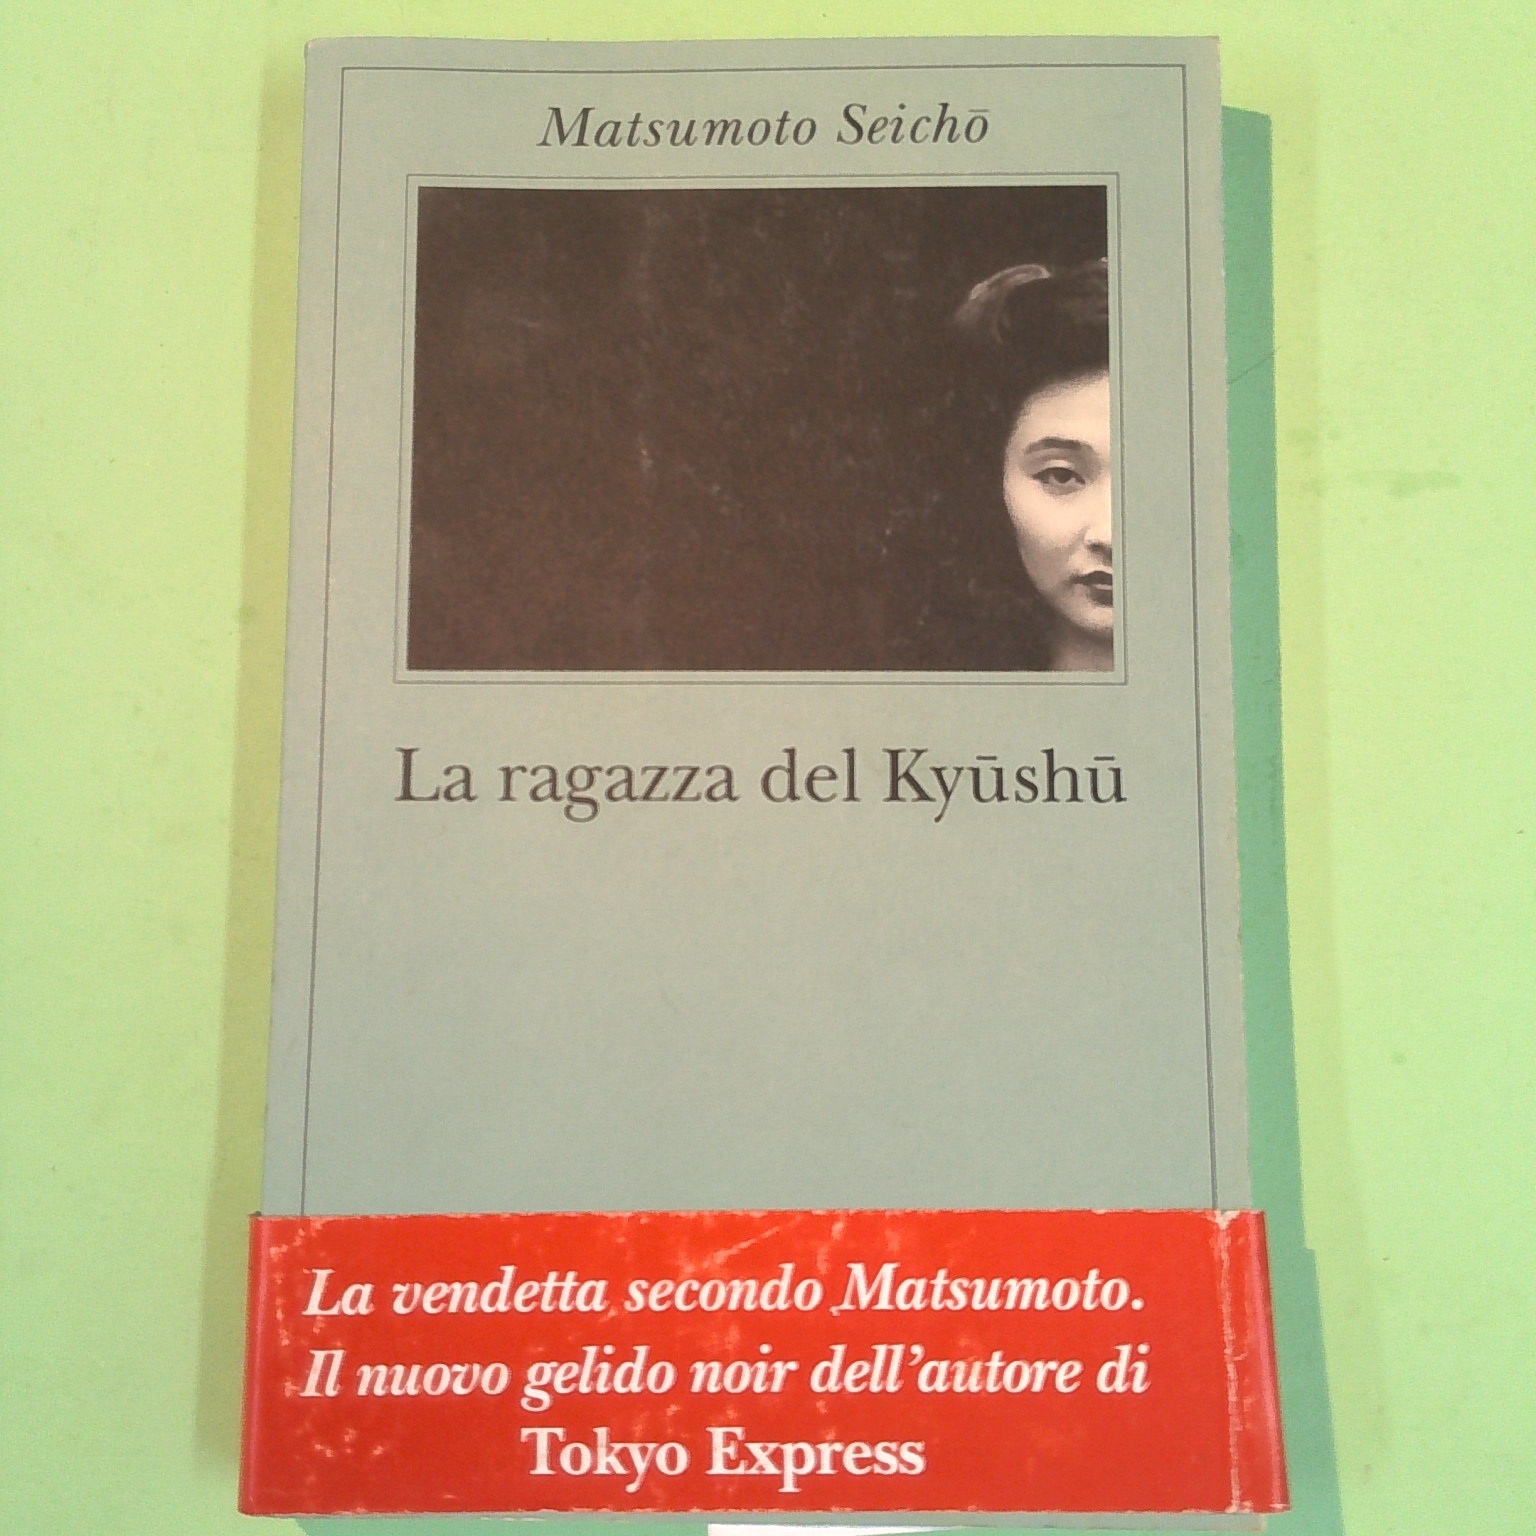 Matsumoto Seichō
La ragazza del Kyūshū
La vendetta secondo Matsumoto.
Il nuovo gelido noir dell'autore di
Tokyo Express